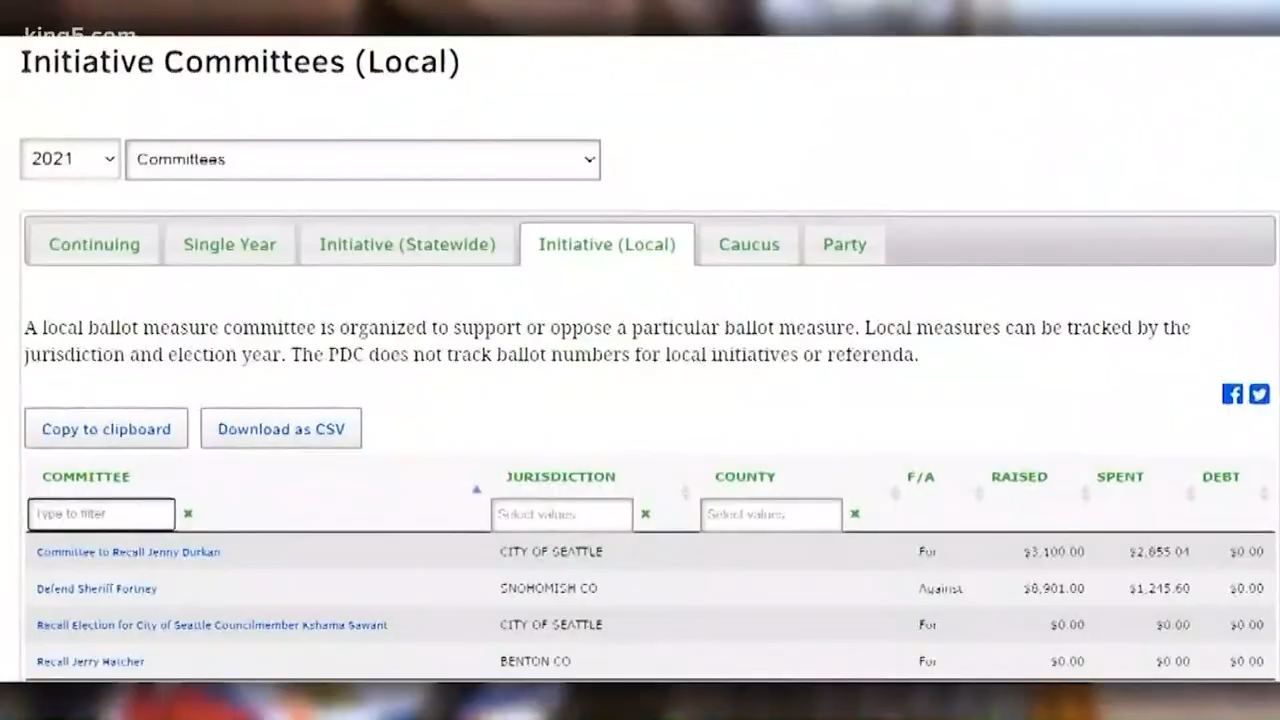 king5.com
Initiative Committees (Local)
2021 Committees
Continuing Single Year Initiative (Statewide) Initiative (Local) Caucus Party
A local ballot measure committee is organized to support or oppose a particular ballot measure. Local measures can be tracked by the
jurisdiction and election year. The PDC does not track ballot numbers for local initiatives or referenda.
Copy to clipboard Download as CSV
COMMITTEE JURISDICTION COUNTY F/A RAISED SPENT DEBT
Type to filter Select values Select values
Committee to Recall Jenny Durkan CITY OF SEATTLE For $3,100.00 $2,855.04 $0.00
Defend Sheriff Fortney SNOHOMISH CO Against $8,901.00 $1,245.60 $0.00
Recall Election for City of Seattle Councilmember Kshama Sawant CITY OF SEATTLE For $0.00 $0.00 $0.00
Recall Jerry Hatcher BENTON CO For $0.00 $0.00 $0.00